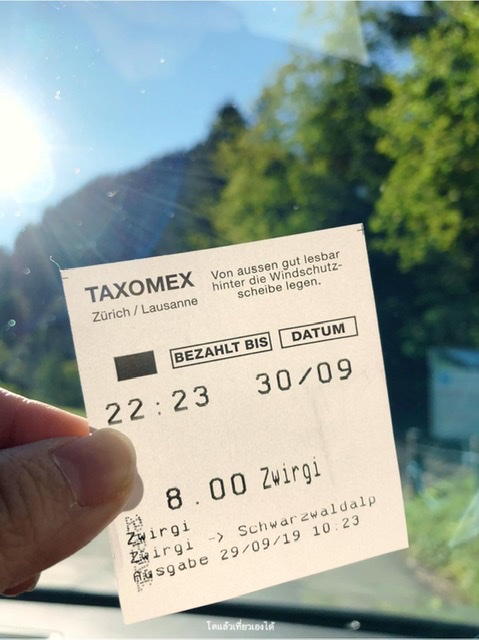 TAXOMEX
Zürich / Lausanne
Von aussen gut lesbar
hinter die Windschutz-
scheibe legen.
BEZAHLT BIS DATUM
22:23 30/09
8.00 Zwirgi
Zwirgi
Zwirgi -> Schwarzwaldalp
Ausgabe 29/09/19 10:23
โตแล้วเที่ยวเองได้